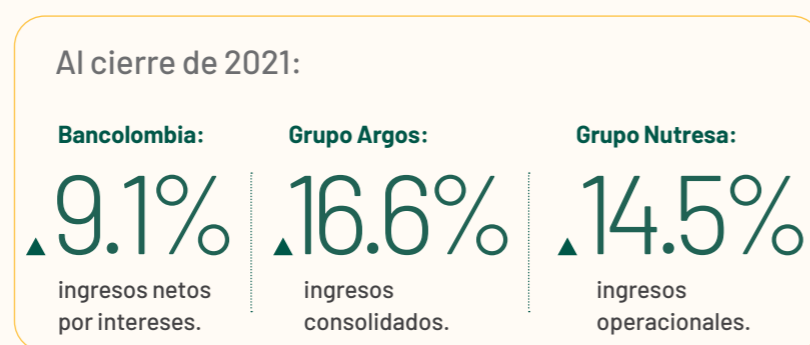 Al cierre de 2021:
Bancolombia:
▲9.1%
ingresos netos
por intereses.
Grupo Argos:
▲16.6%
ingresos
consolidados.
Grupo Nutresa:
▲14.5%
ingresos
operacionales.